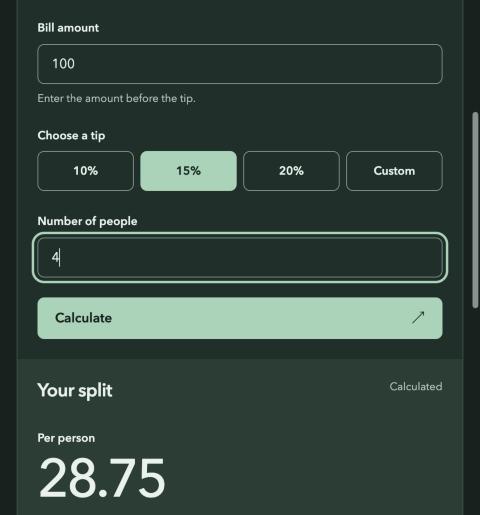 Bill amount
100
Enter the amount before the tip.
Choose a tip
10% 15% 20% Custom
Number of people
4
Calculate
Your split Calculated
Per person
28.75